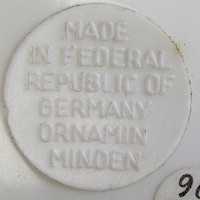 MADE
IN FEDERAL
REPUBLIC OF
GERMANY
ORNAMIN
MINDEN